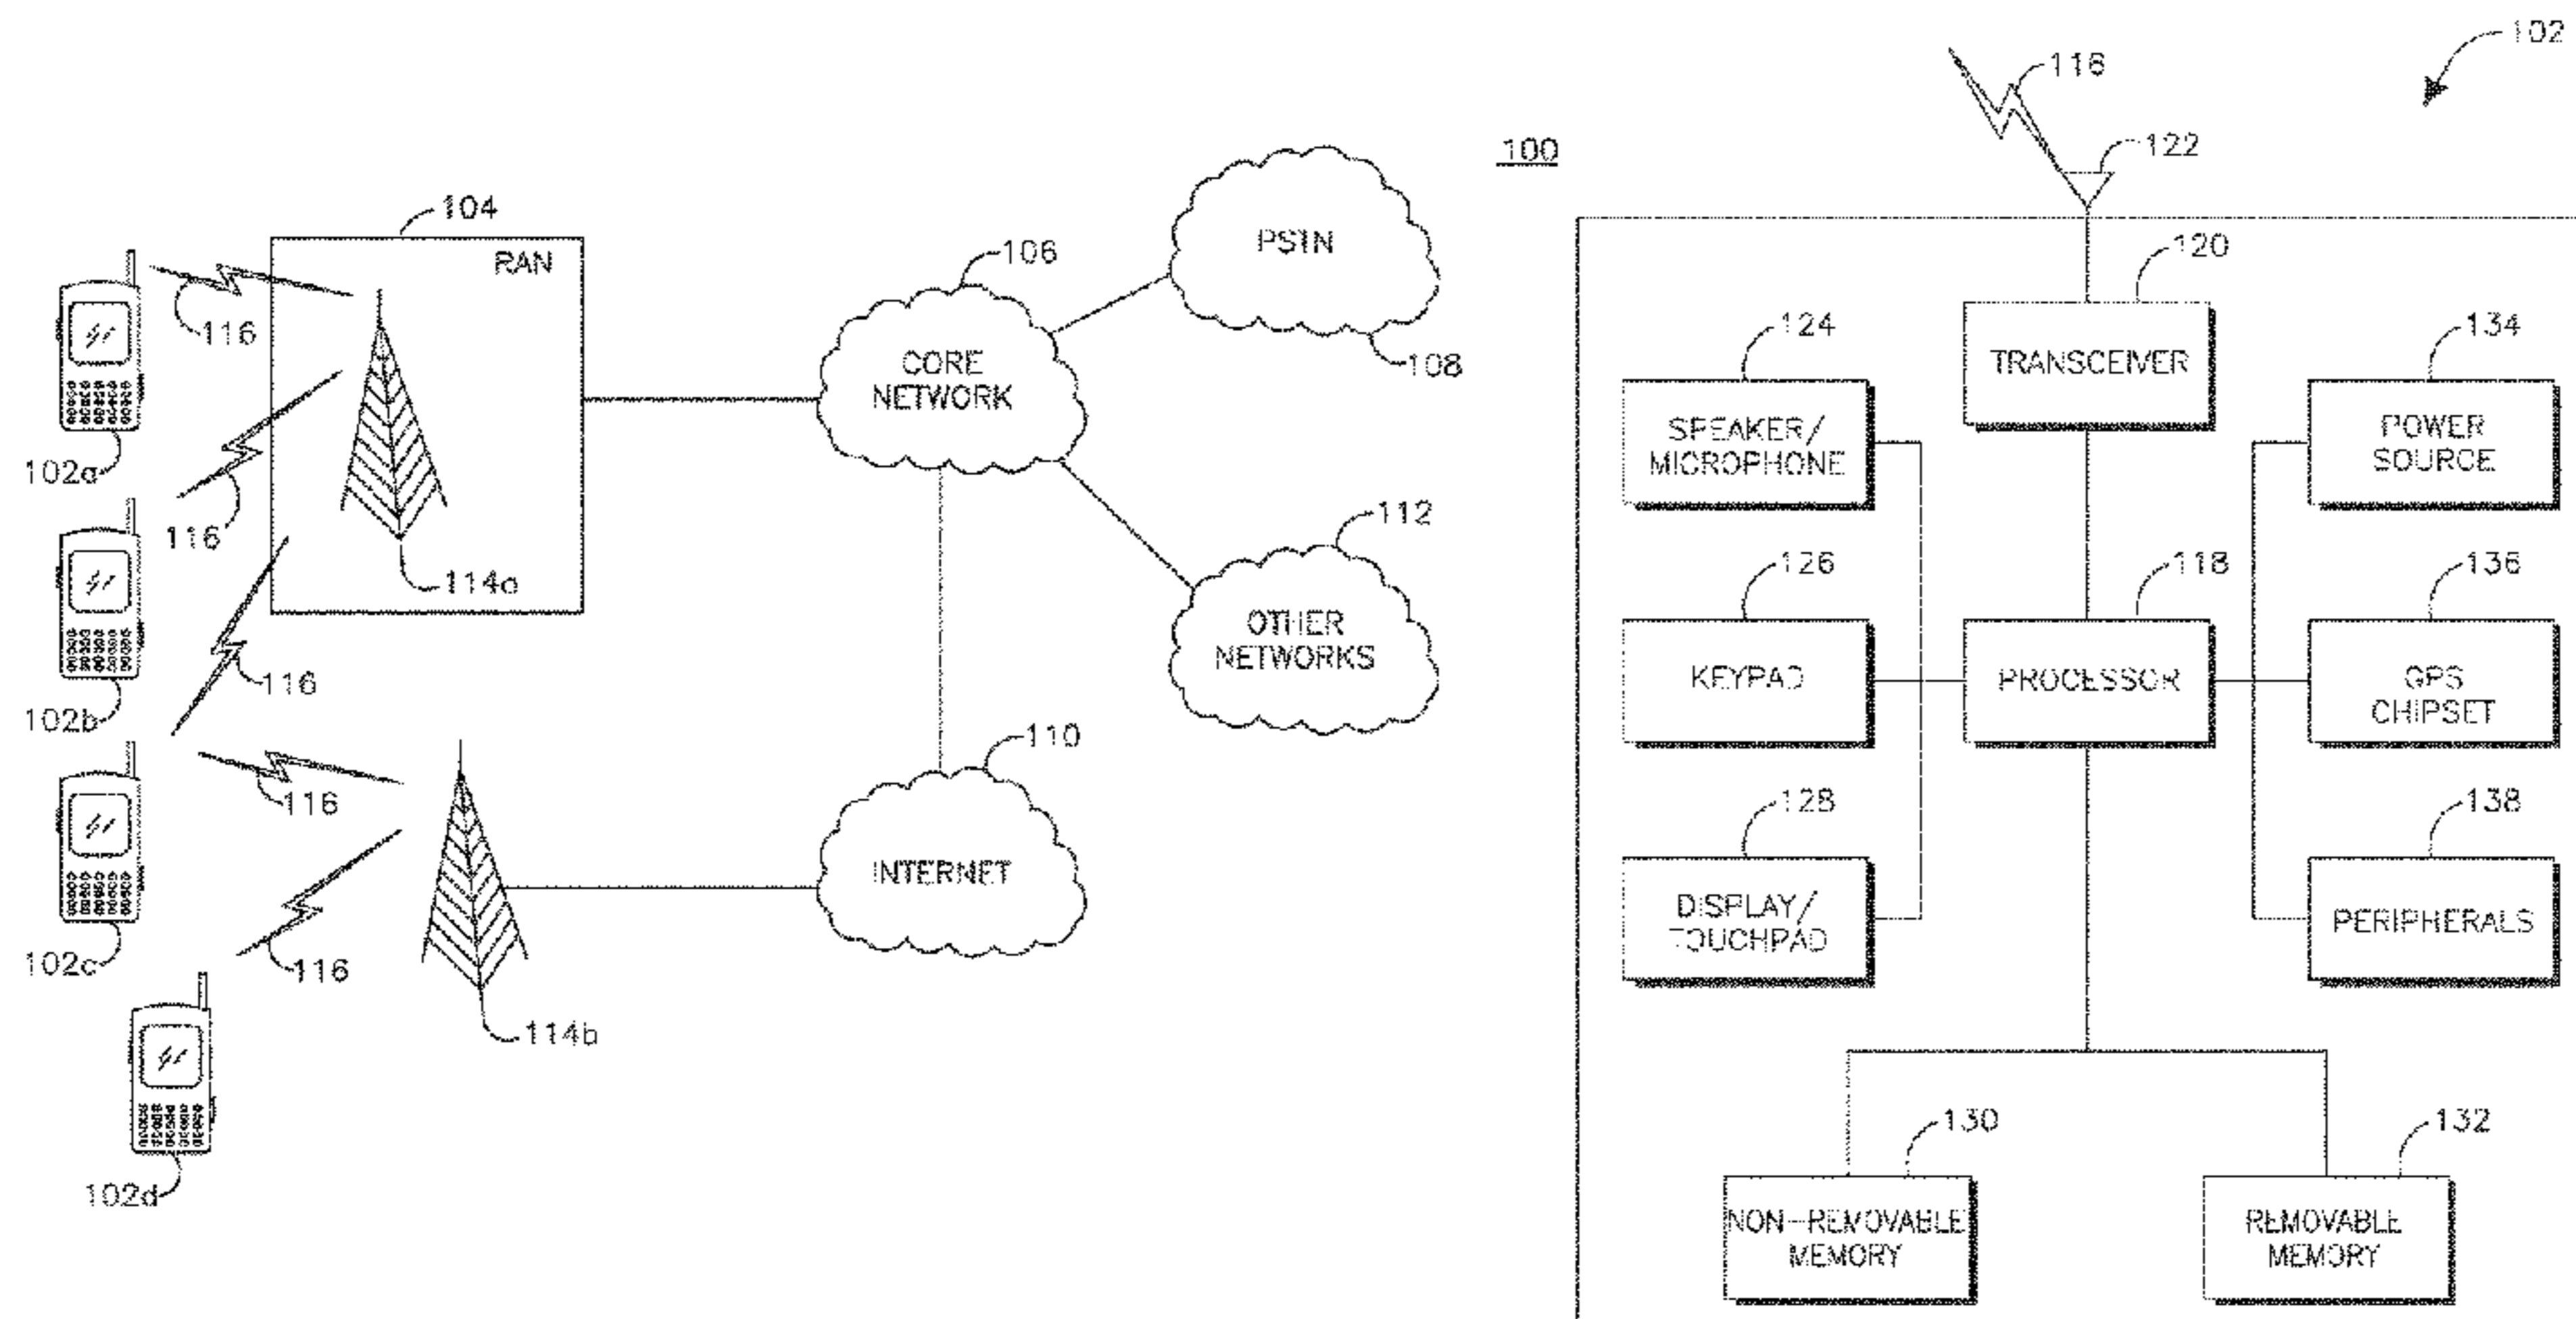 100
104
RAN
116
102a
116
114a
102b
116
116
102c
116
114b
102d
106
CORE
NETWORK
PSTN
108
112
OTHER
NETWORKS
110
INTERNET
102
116
122
120
TRANSCEIVER
124
SPEAKER/
MICROPHONE
134
POWER
SOURCE
126
KEYPAD
118
PROCESSOR
136
GPS
CHIPSET
128
DISPLAY/
TOUCHPAD
138
PERIPHERALS
130
NON-REMOVABLE
MEMORY
132
REMOVABLE
MEMORY